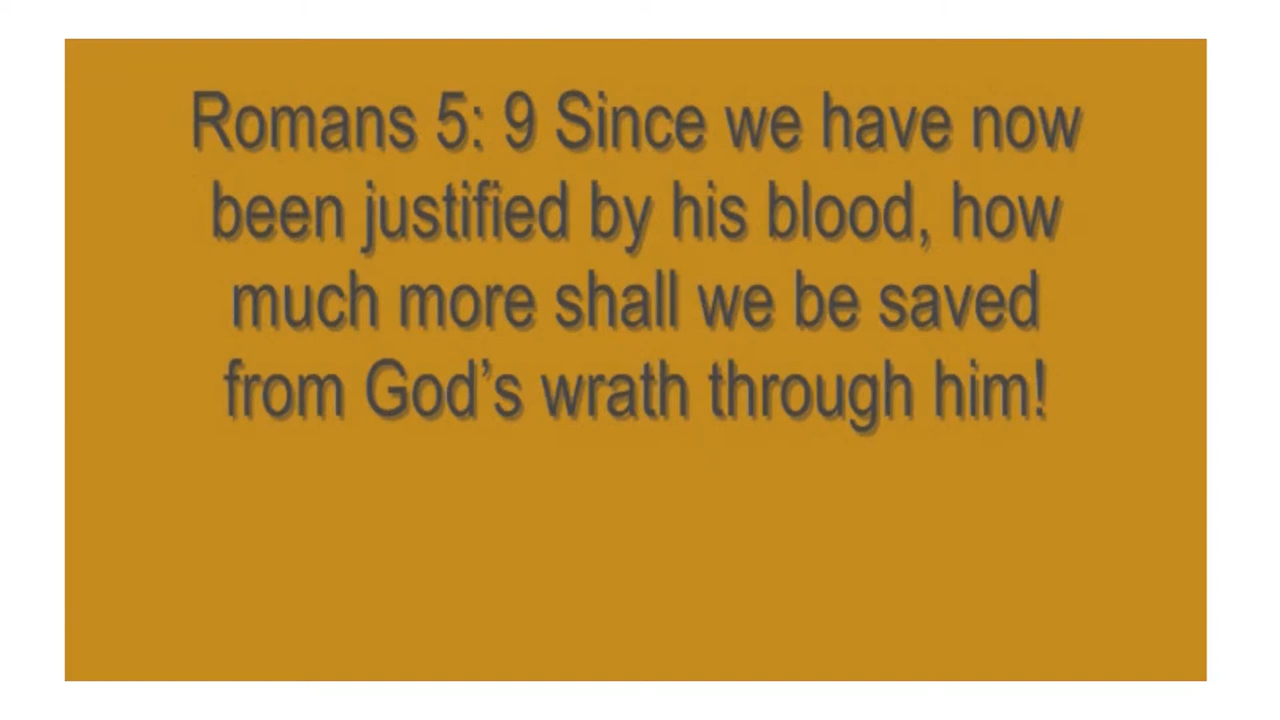 Romans 5: 9 Since we have now
been justified by his blood, how
much more shall we be saved
from God’s wrath through him!